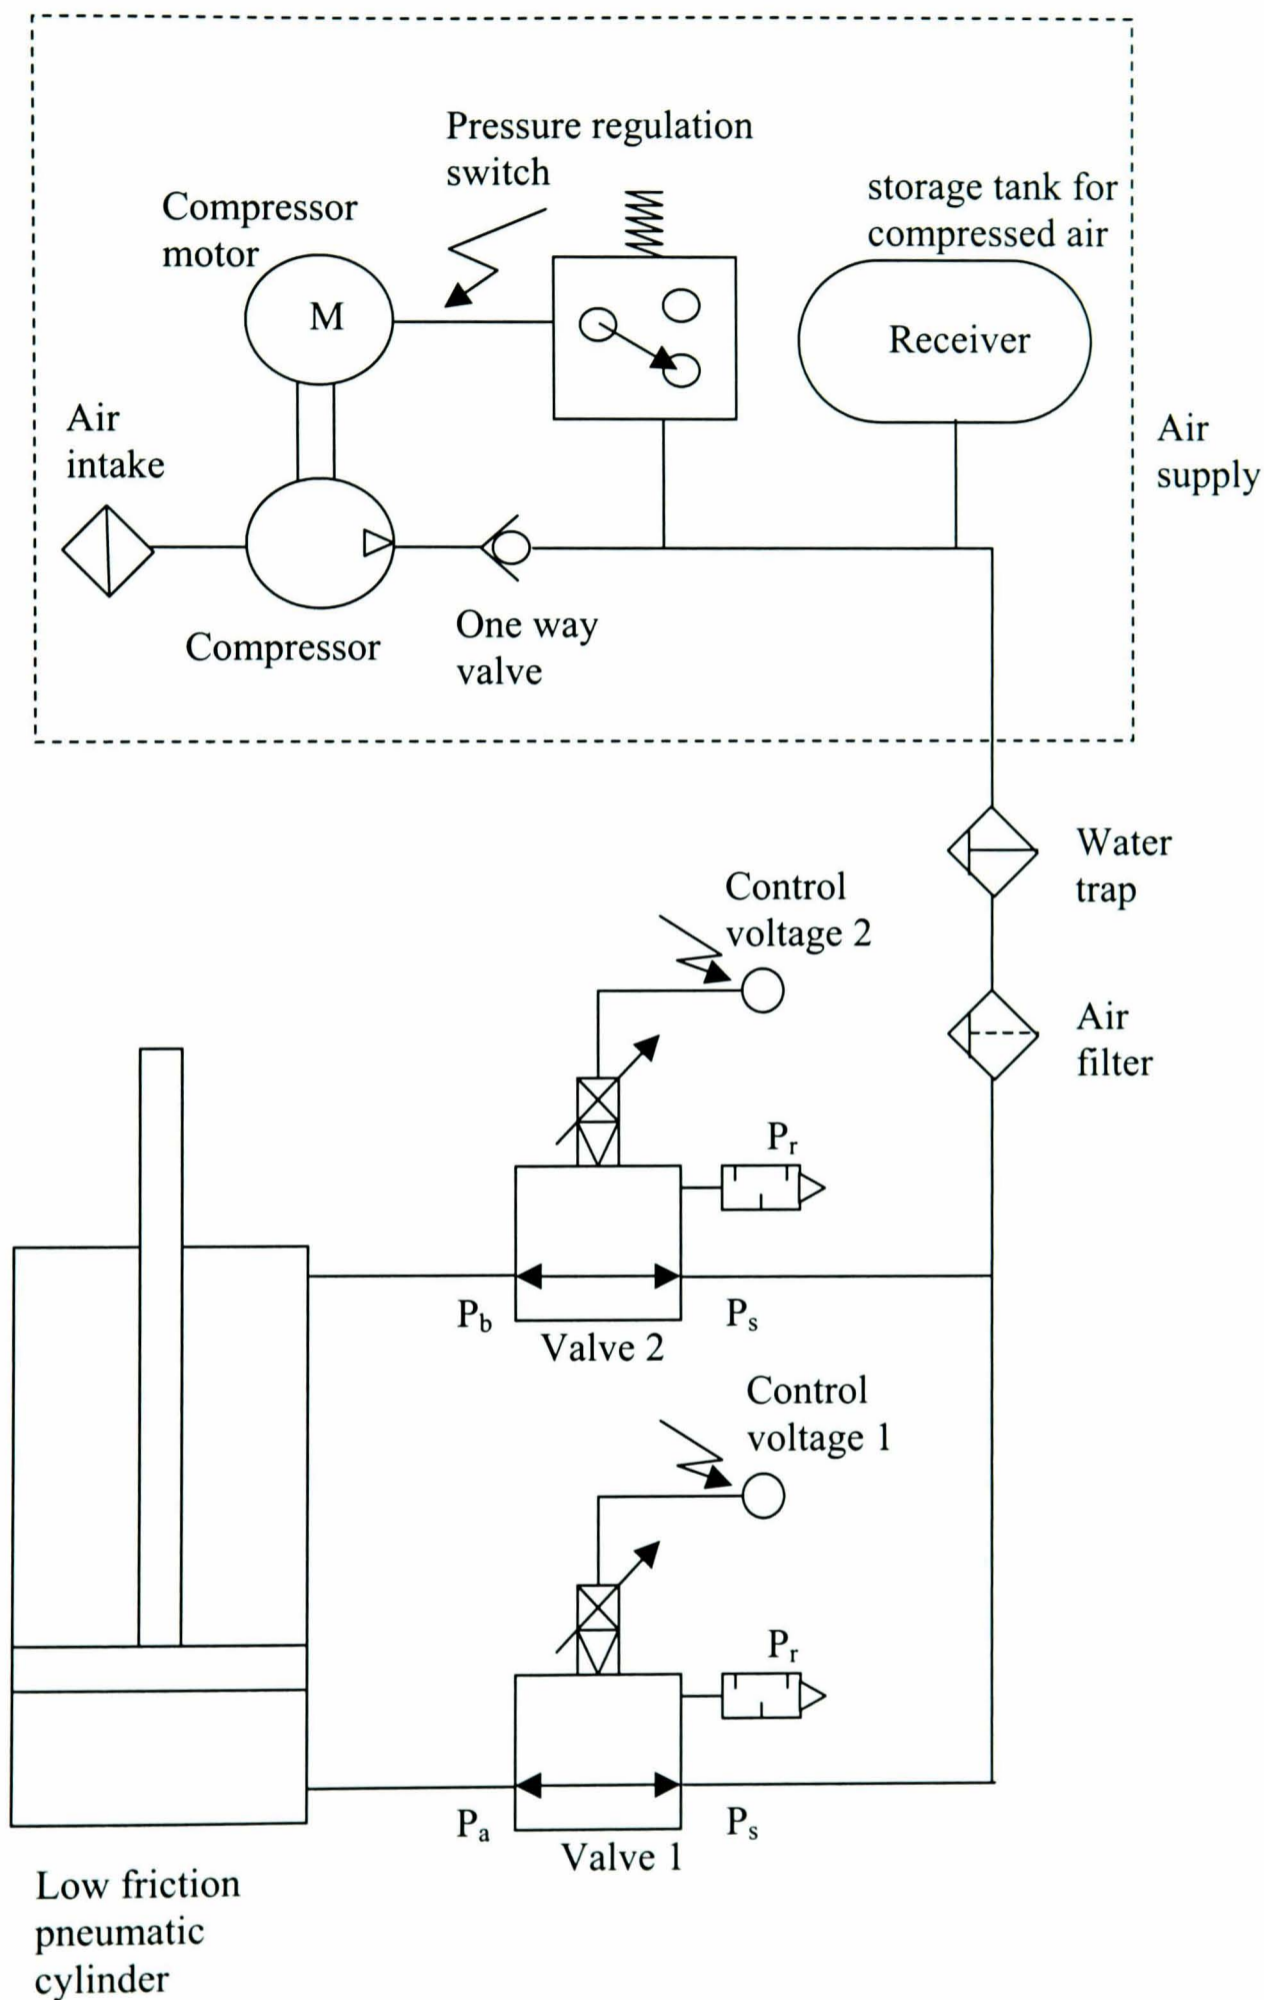 Pressure regulation
switch
Compressor
motor
storage tank for
compressed air
M
Receiver
Air
intake
Air
supply
Compressor
One way
valve
Water
trap
Control
voltage 2
Air
filter
Pr
Pb
Ps
Valve 2
Control
voltage 1
Pr
Pa
Ps
Valve 1
Low friction
pneumatic
cylinder